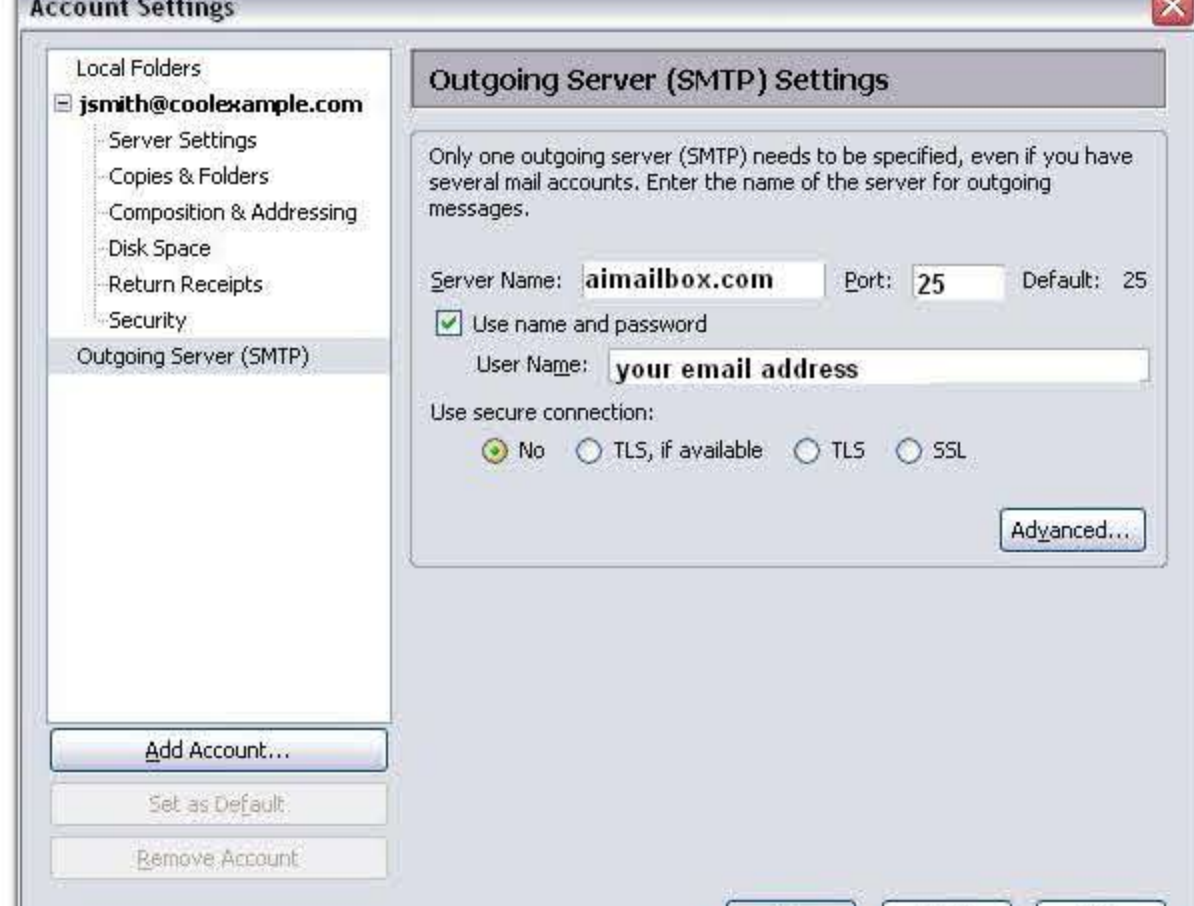 Account Settings
Local Folders
jsmith@coolexample.com
Server Settings
Copies & Folders
Composition & Addressing
Disk Space
Return Receipts
Security
Outgoing Server (SMTP)
Add Account...
Set as Default
Remove Account
Outgoing Server (SMTP) Settings
Only one outgoing server (SMTP) needs to be specified, even if you have
several mail accounts. Enter the name of the server for outgoing
messages.
Server Name: aimailbox.com Port: 25 Default: 25
Use name and password
User Name: your email address
Use secure connection:
No TLS, if available TLS SSL
Advanced...